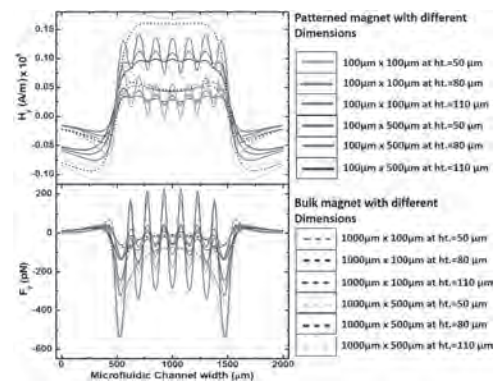 Patterned magnet with different
Dimensions
100μm x 100μm at ht.=50 μm
100μm x 100μm at ht.=80 μm
100μm x 100μm at ht.=110 μm
100μm x 500μm at ht.=50 μm
100μm x 500μm at ht.=80 μm
100μm x 500μm at ht.=110 μm
Bulk magnet with different
Dimensions
1000μm x 100μm at ht.=50 μm
1000μm x 100μm at ht.=80 μm
1000μm x 100μm at ht.=110 μm
1000μm x 500μm at ht.=50 μm
1000μm x 500μm at ht.=80 μm
1000μm x 500μm at ht.=110 μm
0.15
0.10
0.05
0.00
-0.05
-0.10
200
0
-200
-400
-600
(pN)
0 500 1000 1500 2000
Microfluidic Channel width (μm)